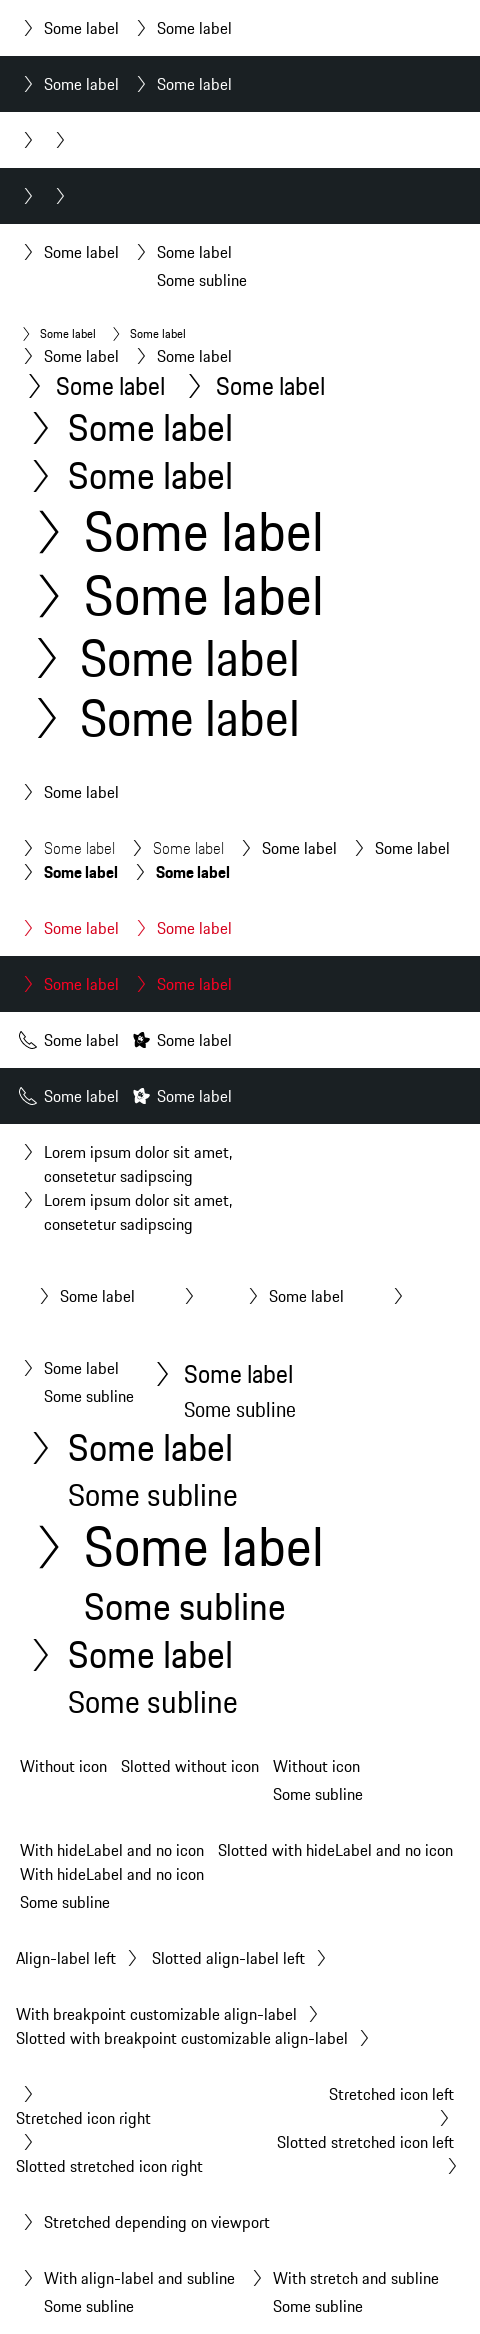 Some label Some label
Some label Some label
Some label Some label
Some subline
Some label Some label
Some label Some label
Some label Some label
Some label
Some label
Some label
Some label
Some label
Some label
Some label
Some label Some label Some label Some label
Some label Some label
Some label Some label
Some label Some label
Some label Some label
Some label Some label
Lorem ipsum dolor sit amet,
consetetur sadipscing
Lorem ipsum dolor sit amet,
consetetur sadipscing
Some label Some label
Some label Some label
Some subline Some subline
Some label
Some subline
Some label
Some subline
Some label
Some subline
Without icon Slotted without icon Without icon
Some subline
With hideLabel and no icon Slotted with hideLabel and no icon
With hideLabel and no icon
Some subline
Align-label left Slotted align-label left
With breakpoint customizable align-label
Slotted with breakpoint customizable align-label
Stretched icon left
Stretched icon right
Slotted stretched icon left
Slotted stretched icon right
Stretched depending on viewport
With align-label and subline With stretch and subline
Some subline Some subline